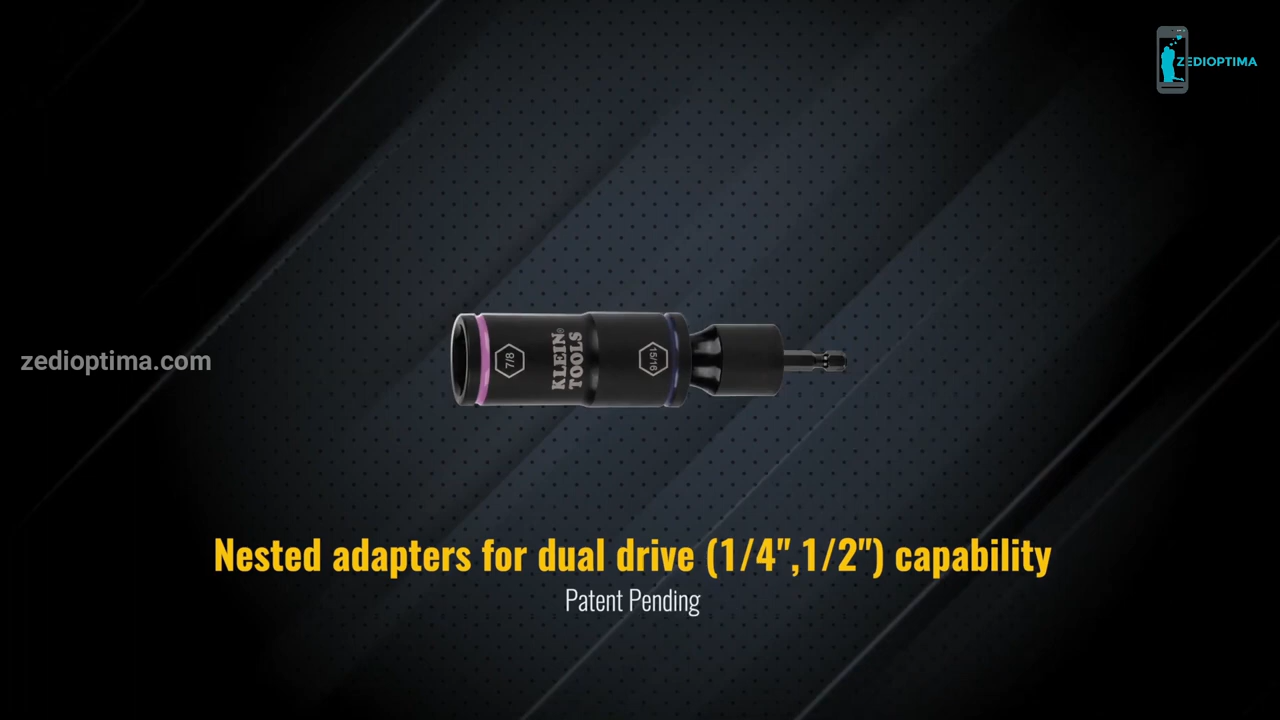 ZEDIOPTIMA
zedioptima.com
7/8
KLEIN®
TOOLS
15/16
Nested adapters for dual drive (1/4",1/2") capability
Patent Pending